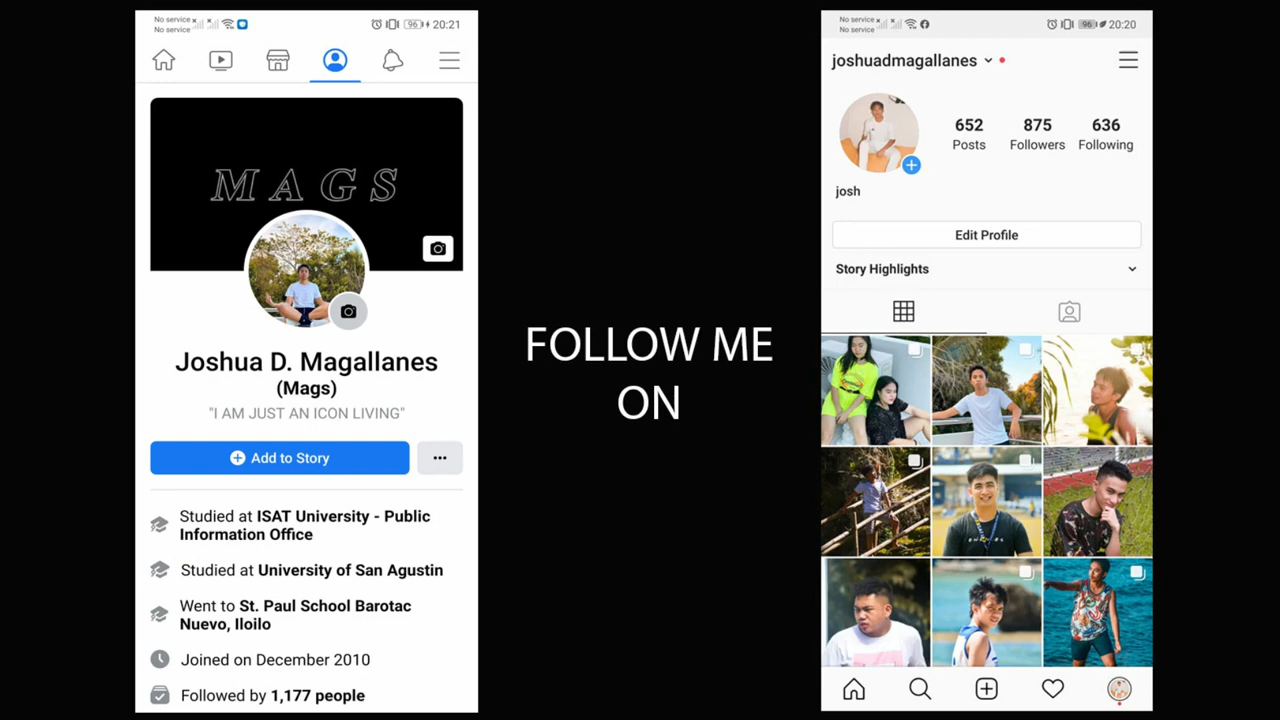 No service
No service
96
20:21
MAGS
Joshua D. Magallanes
(Mags)
"I AM JUST AN ICON LIVING"
Add to Story
Studied at ISAT University - Public
Information Office
Studied at University of San Agustin
Went to St. Paul School Barotac
Nuevo, Iloilo
Joined on December 2010
Followed by 1,177 people
FOLLOW ME
ON
No service
No service
96
20:20
joshuadmagallanes
652 875 636
Posts Followers Following
josh
Edit Profile
Story Highlights